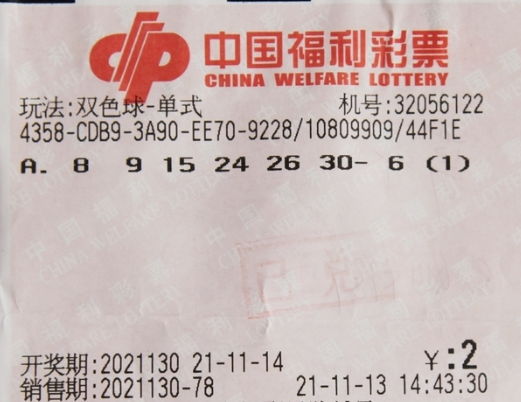 中国福利彩票
CHINA WELFARE LOTTERY
玩法:双色球-单式 机号:32056122
4358-CDB9-3A90-EE70-9228/10809909/44F1E
A. 8 9 15 24 26 30- 6 (1)
开奖期:2021130 21-11-14 ¥:2
销售期:2021130-78 21-11-13 14:43:30